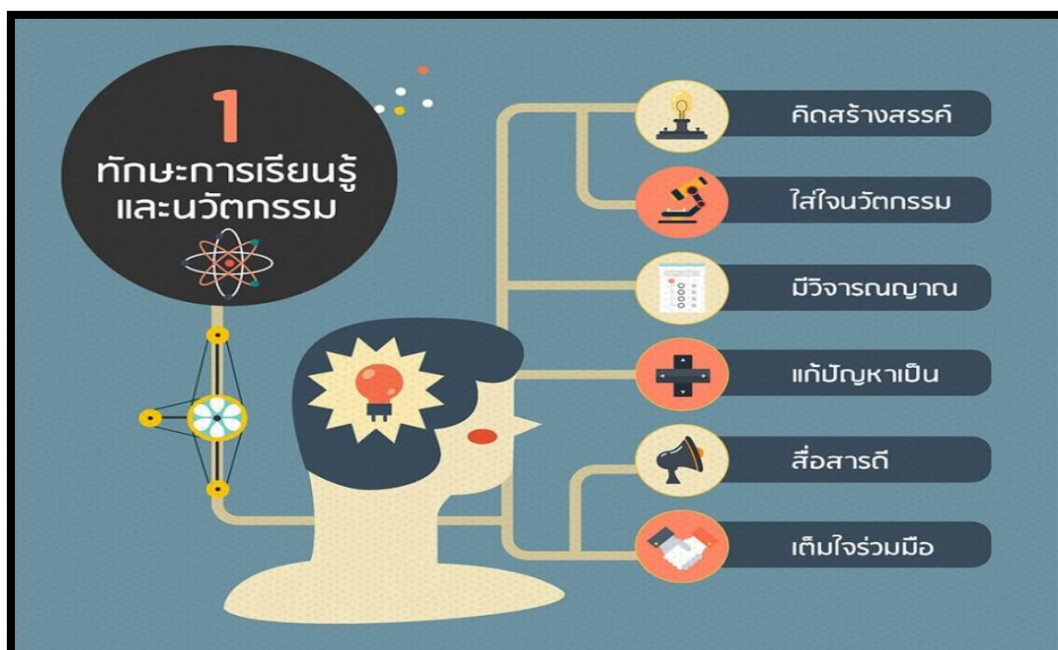 1
ทักษะการเรียนรู้
และนวัตกรรม
คิดสร้างสรรค์
ใส่ใจนวัตกรรม
มีวิจารณญาณ
แก้ปัญหาเป็น
สื่อสารดี
เต็มใจร่วมมือ